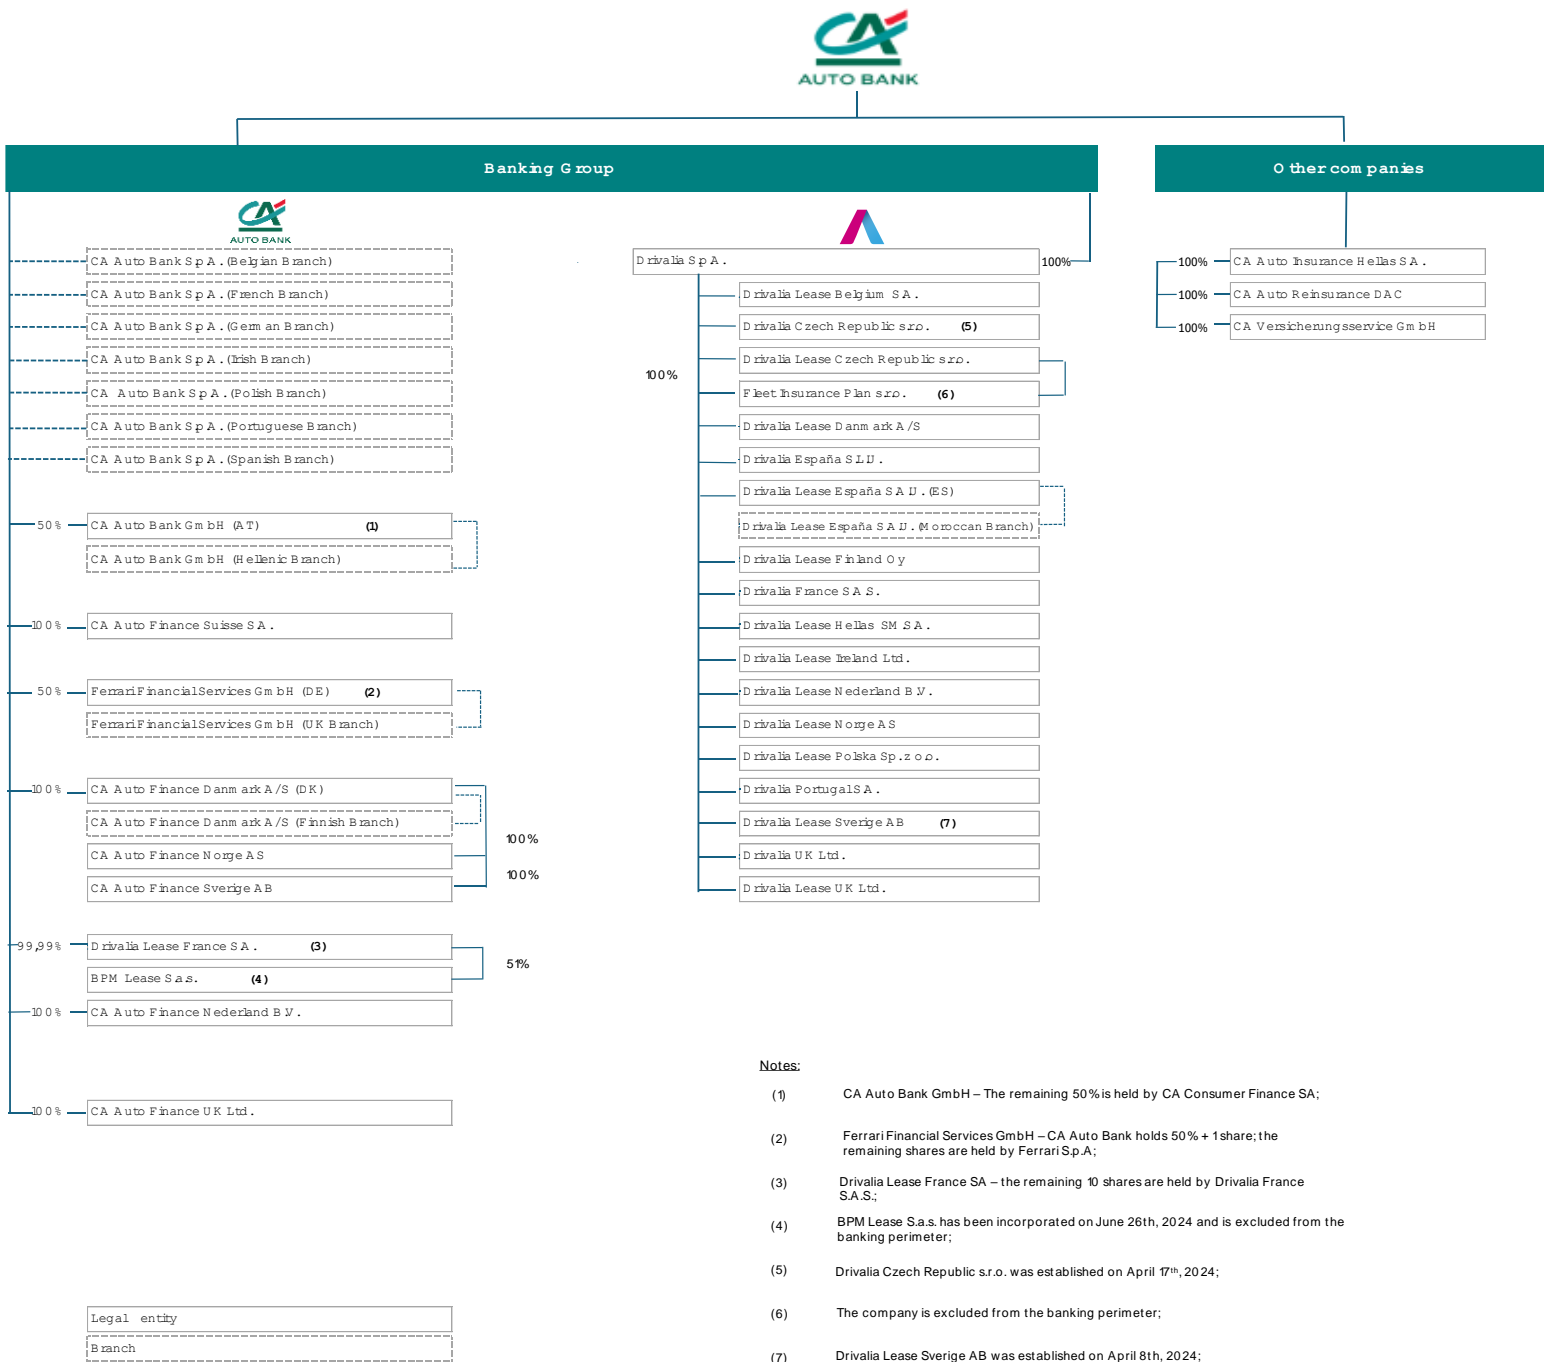 AUTO BANK
Banking Group
Other companies
AUTO BANK
CA Auto Bank S.p.A. (Belgian Branch)
CA Auto Bank S.p.A. (French Branch)
CA Auto Bank S.p.A. (German Branch)
CA Auto Bank S.p.A. (Irish Branch)
CA Auto Bank S.p.A. (Polish Branch)
CA Auto Bank S.p.A. (Portuguese Branch)
CA Auto Bank S.p.A. (Spanish Branch)
50% CA Auto Bank GmbH (AT) (1)
CA Auto Bank GmbH (Hellenic Branch)
100% CA Auto Finance Suisse SA.
50% Ferrari Financial Services GmbH (DE) (2)
Ferrari Financial Services GmbH (UK Branch)
100% CA Auto Finance Danmark A/S (DK)
CA Auto Finance Danmark A/S (Finnish Branch)
100%
CA Auto Finance Norge AS
100%
CA Auto Finance Sverige AB
99,99% Drivalia Lease France S.A. (3)
51%
BPM Lease S.a.s. (4)
100% CA Auto Finance Nederland B.V.
100% CA Auto Finance UK Ltd.
Legal entity
Branch
Drivalia S.p.A. 100%
100%
Drivalia Lease Belgium S.A.
Drivalia Czech Republic s.r.o. (5)
Drivalia Lease Czech Republic s.r.o.
Fleet Insurance Plan s.r.o. (6)
Drivalia Lease Danmark A/S
Drivalia España S.L.U.
Drivalia Lease España S.A.U. (ES)
Drivalia Lease España S.A.U. (Moroccan Branch)
Drivalia Lease Finland Oy
Drivalia France S.A.S.
Drivalia Lease Hellas SM.S.A.
Drivalia Lease Ireland Ltd.
Drivalia Lease Nederland B.V.
Drivalia Lease Norge AS
Drivalia Lease Polska Sp. z o.o.
Drivalia Portugal S.A.
Drivalia Lease Sverige AB (7)
Drivalia UK Ltd.
Drivalia Lease UK Ltd.
100% CA Auto Insurance Hellas S.A.
100% CA Auto Reinsurance DAC
100% CA Versicherungsservice GmbH
Notes:
(1) CA Auto Bank GmbH – The remaining 50% is held by CA Consumer Finance SA;
(2) Ferrari Financial Services GmbH – CA Auto Bank holds 50% + 1 share; the
remaining shares are held by Ferrari S.p.A;
(3) Drivalia Lease France SA – the remaining 10 shares are held by Drivalia France
S.A.S.;
(4) BPM Lease S.a.s. has been incorporated on June 26th, 2024 and is excluded from the
banking perimeter;
(5) Drivalia Czech Republic s.r.o. was established on April 17th, 2024;
(6) The company is excluded from the banking perimeter;
(7) Drivalia Lease Sverige AB was established on April 8th, 2024;